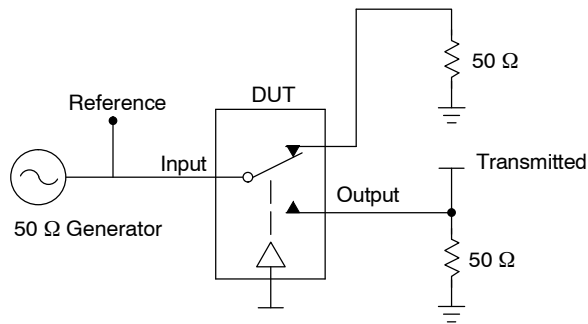 50 Ω
DUT
Reference
Input
Transmitted
Output
50 Ω Generator
50 Ω